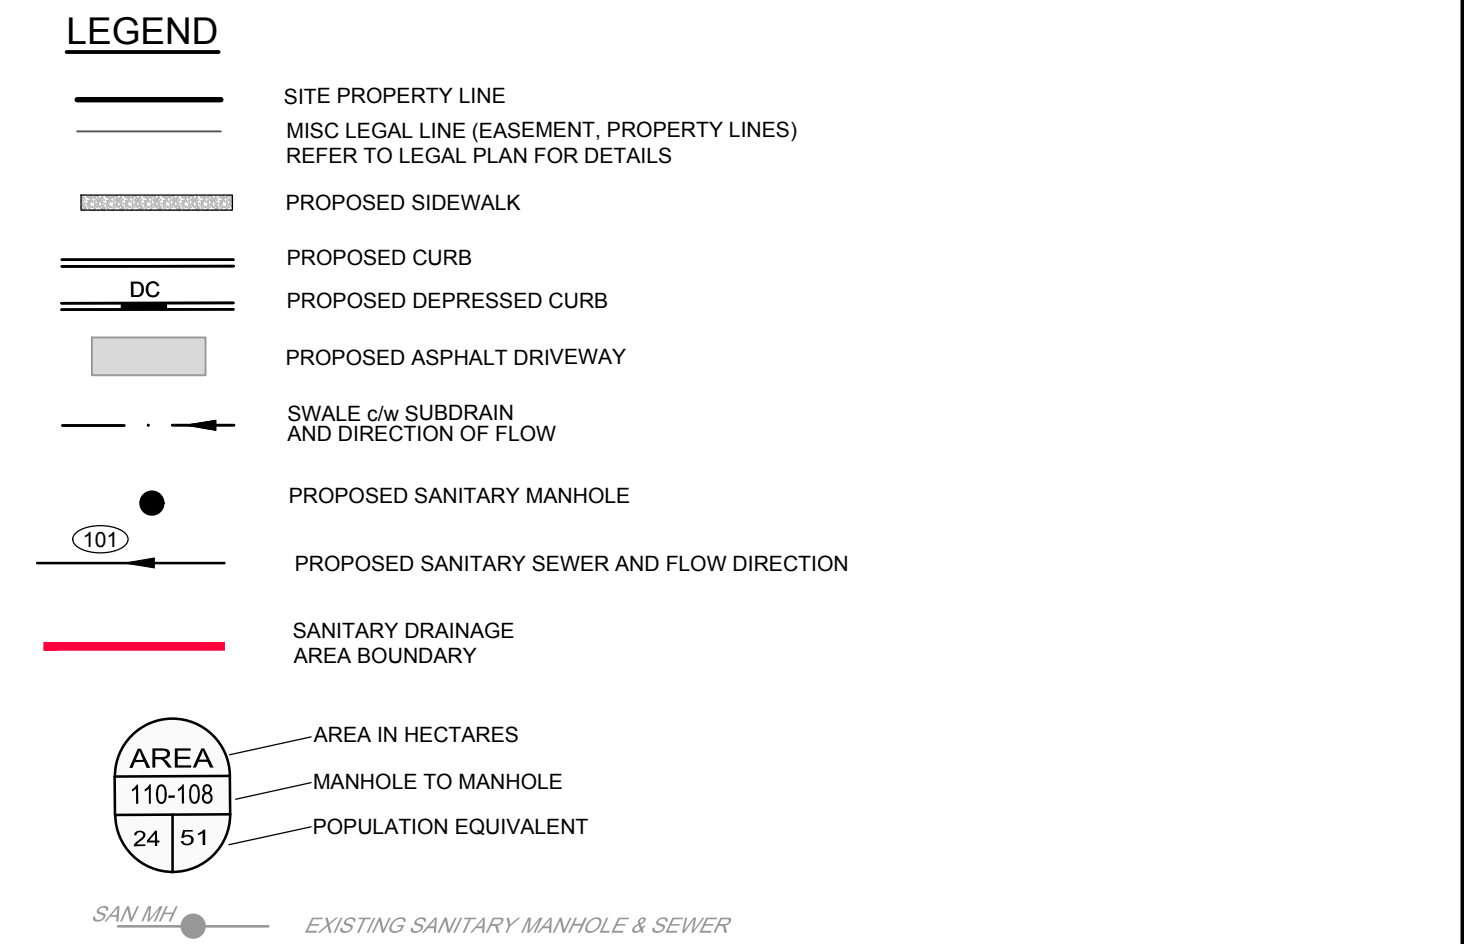 LEGEND
SITE PROPERTY LINE
MISC LEGAL LINE (EASEMENT, PROPERTY LINES)
REFER TO LEGAL PLAN FOR DETAILS
PROPOSED SIDEWALK
PROPOSED CURB
DC
PROPOSED DEPRESSED CURB
PROPOSED ASPHALT DRIVEWAY
SWALE c/w SUBDRAIN
AND DIRECTION OF FLOW
PROPOSED SANITARY MANHOLE
101
PROPOSED SANITARY SEWER AND FLOW DIRECTION
SANITARY DRAINAGE
AREA BOUNDARY
AREA IN HECTARES
AREA
MANHOLE TO MANHOLE
110-108
POPULATION EQUIVALENT
24 51
SAN MH
EXISTING SANITARY MANHOLE & SEWER